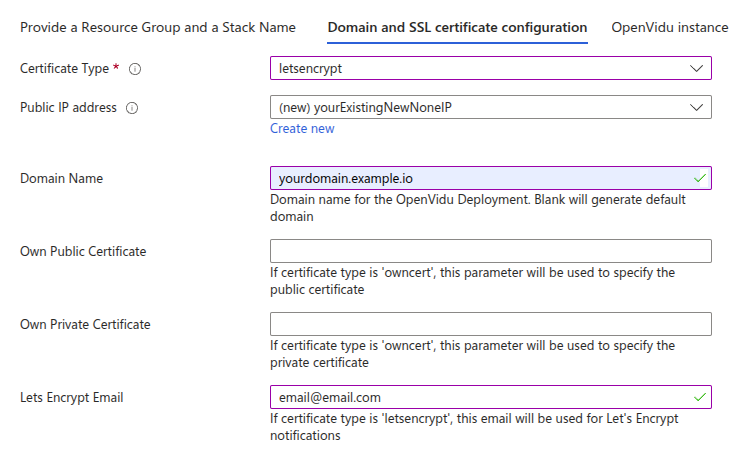 Provide a Resource Group and a Stack Name Domain and SSL certificate configuration OpenVidu instance
Certificate Type * letsencrypt
Public IP address (new) yourExistingNewNoneIP
Create new
Domain Name yourdomain.example.io
Domain name for the OpenVidu Deployment. Blank will generate default
domain
Own Public Certificate
If certificate type is 'owncert', this parameter will be used to specify the
public certificate
Own Private Certificate
If certificate type is 'owncert', this parameter will be used to specify the
private certificate
Lets Encrypt Email email@email.com
If certificate type is 'letsencrypt', this email will be used for Let's Encrypt
notifications